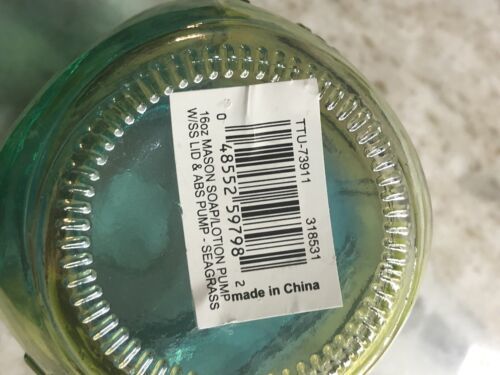 TTU-73911 318531
0 48552 59798 2
16oz MASON SOAP/LOTION PUMP
W/SS LID & ABS PUMP - SEAGRASS
made in China